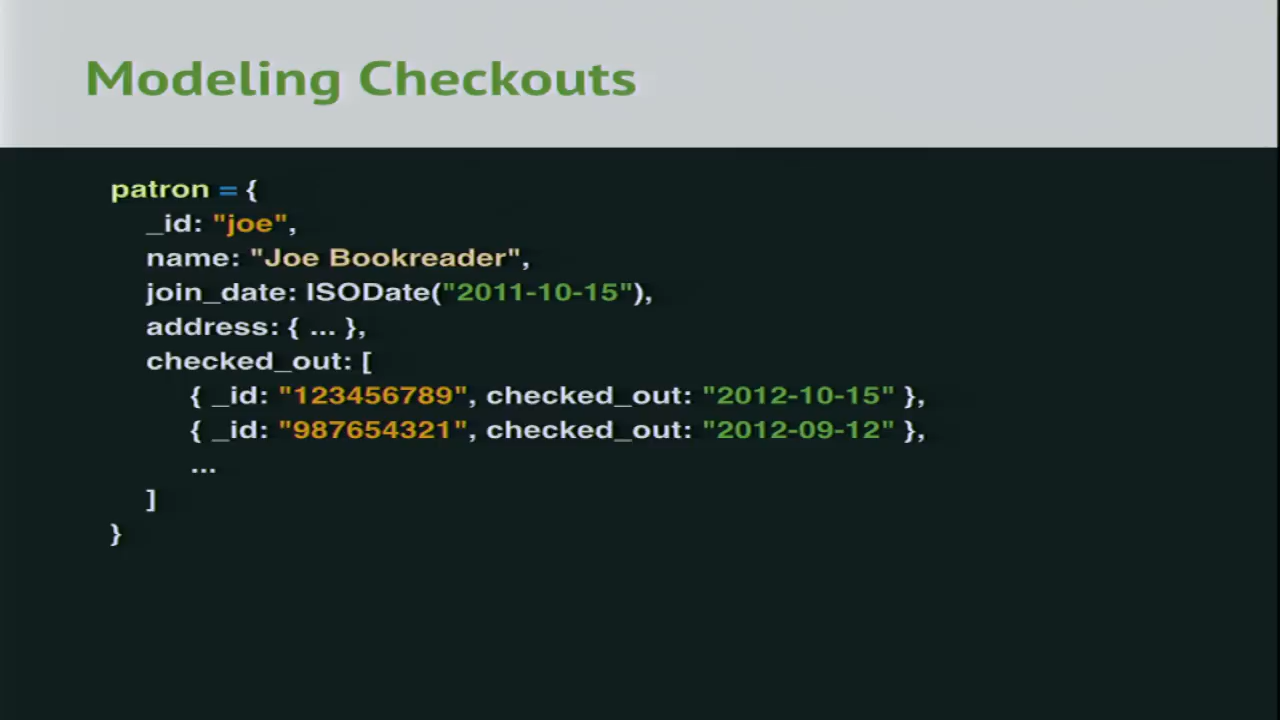 Modeling Checkouts
patron = {
_id: "joe",
name: "Joe Bookreader",
join_date: ISODate("2011-10-15"),
address: { ... },
checked_out: [
{ _id: "123456789", checked_out: "2012-10-15" },
{ _id: "987654321", checked_out: "2012-09-12" },
...
]
}